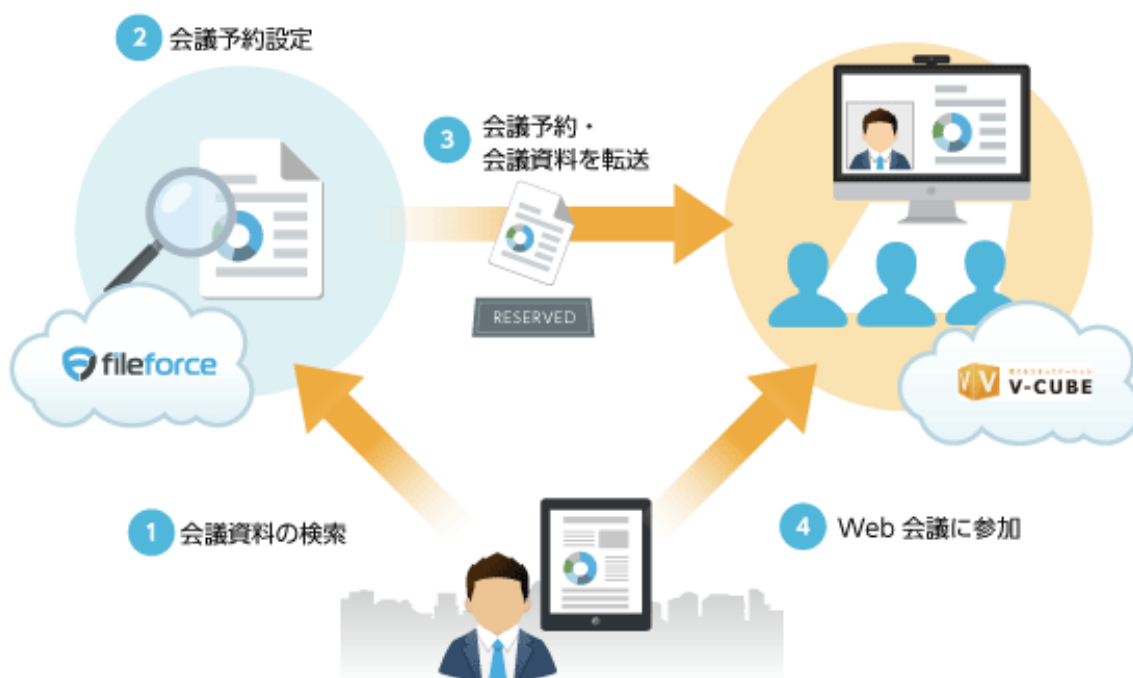 2 会議予約設定
3 会議予約・
会議資料を転送
RESERVED
fileforce
V-CUBE
1 会議資料の検索
4 Web 会議に参加